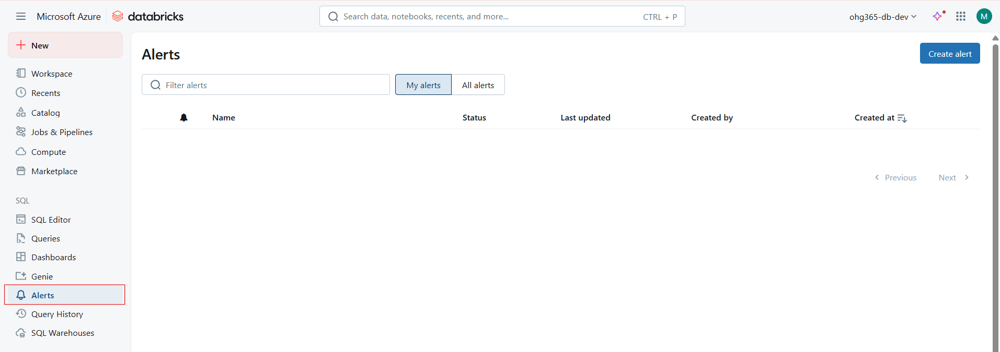 Microsoft Azure databricks Search data, notebooks, recents, and more... CTRL + P ohg365-db-dev M
New
Workspace
Recents
Catalog
Jobs & Pipelines
Compute
Marketplace
SQL
SQL Editor
Queries
Dashboards
Genie
Alerts
Query History
SQL Warehouses
Alerts Create alert
Filter alerts My alerts All alerts
Name Status Last updated Created by Created at
Previous Next